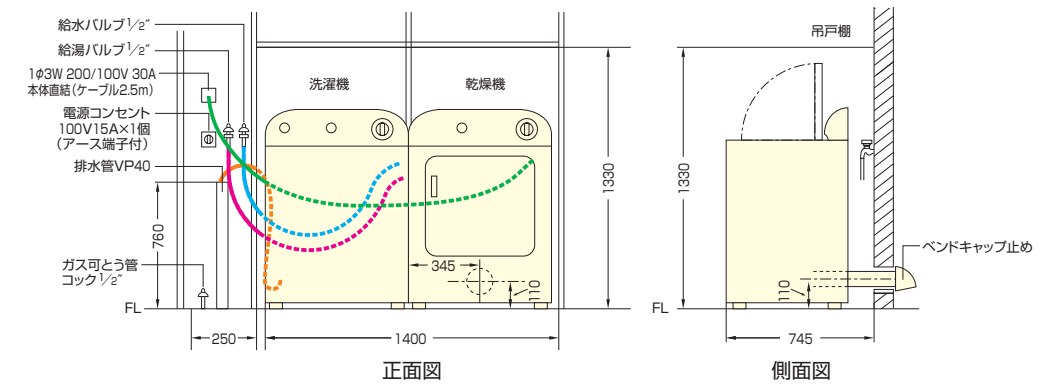 給水バルブ1/2"
給湯バルブ1/2"
1φ3W 200/100V 30A
本体直結(ケーブル2.5m)
電源コンセント
100V15A×1個
(アース端子付)
排水管VP40
760
ガス可とう管
コック1/2"
FL
250
1400
洗濯機
乾燥機
345
110
1330
正面図
吊戸棚
1330
ベンドキャップ止め
110
FL
745
側面図